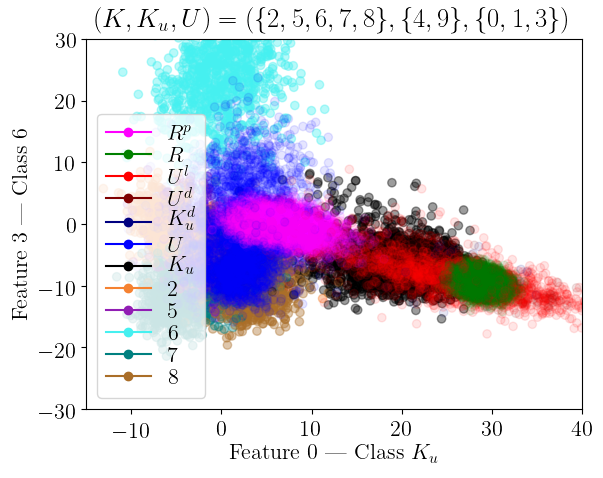 (K, K_u, U) = ({2, 5, 6, 7, 8}, {4, 9}, {0, 1, 3})
Feature 3 — Class 6
30
20
10
0
−10
−20
−30
R^p
R
U^l
U^d
K_u^d
U
K_u
2
5
6
7
8
−10 0 10 20 30 40
Feature 0 — Class K_u